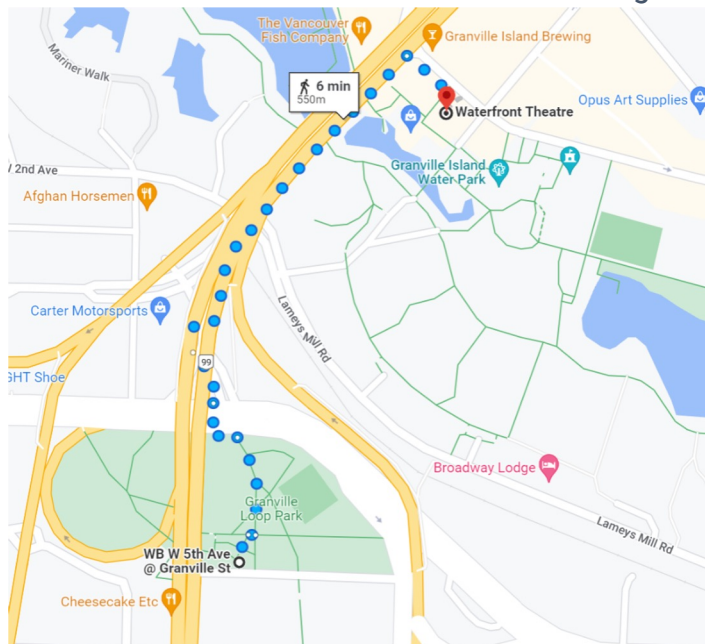 The Vancouver
Fish Company
Granville Island Brewing
Mariner Walk
6 min
550m
Waterfront Theatre
Opus Art Supplies
Granville Island
Water Park
W 2nd Ave
Afghan Horsemen
Carter Motorsports
Lameys Mill Rd
99
GHT Shoe
Broadway Lodge
Granville
Loop Park
Lameys Mill Rd
WB W 5th Ave
@ Granville St
Cheesecake Etc